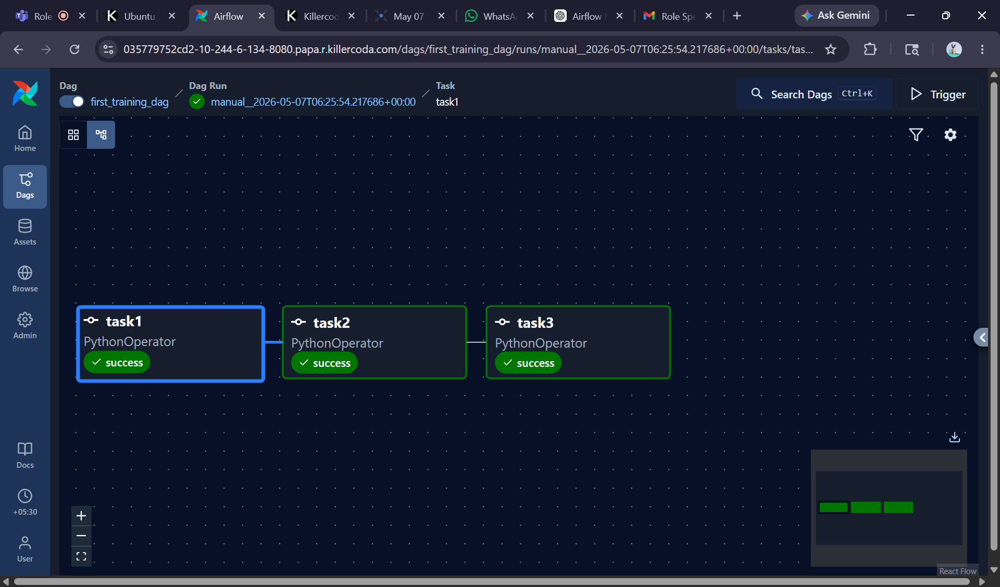 Role
Ubuntu
Airflow
Killercod
May 07
WhatsA
Airflow
Role Spe
Ask Gemini
035779752cd2-10-244-6-134-8080.papa.r.killercoda.com/dags/first_training_dag/runs/manual__2026-05-07T06:25:54.217686+00:00/tasks/tas...
Dag
first_training_dag
Dag Run
manual__2026-05-07T06:25:54.217686+00:00
Task
task1
Search Dags Ctrl+K
Trigger
Home
Dags
Assets
Browse
Admin
Docs
+05:30
User
task1
PythonOperator
success
task2
PythonOperator
success
task3
PythonOperator
success
React Flow